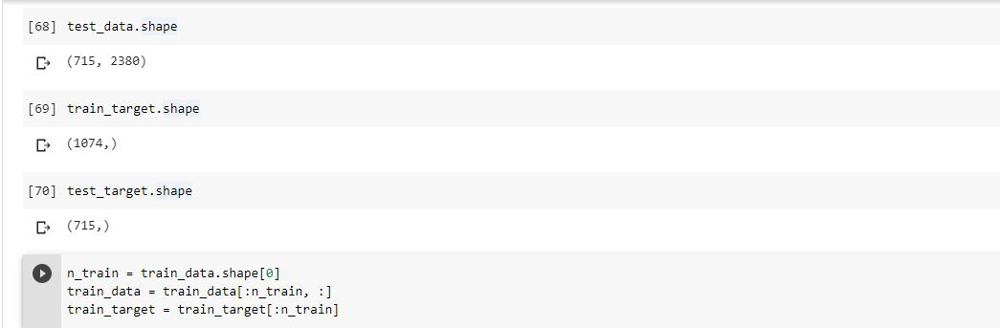 [68] test_data.shape
(715, 2380)
[69] train_target.shape
(1074,)
[70] test_target.shape
(715,)
n_train = train_data.shape[0]
train_data = train_data[:n_train, :]
train_target = train_target[:n_train]